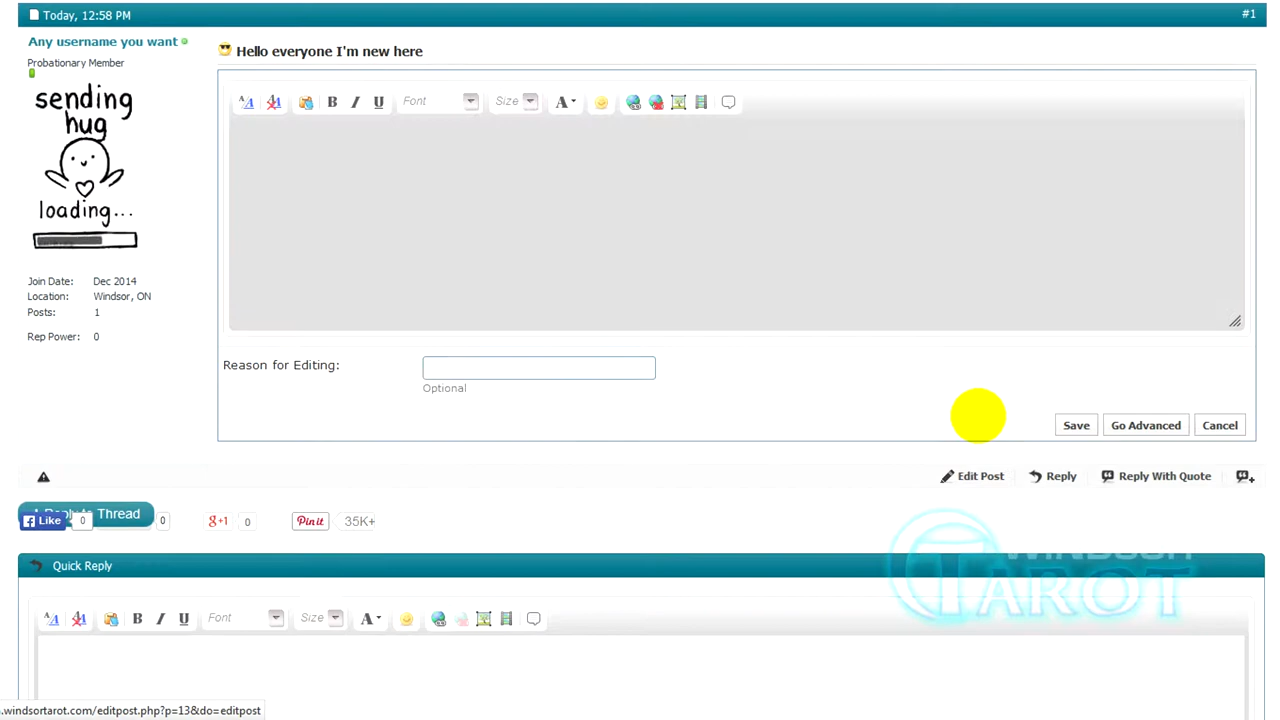 Today, 12:58 PM #1
Any username you want
Probationary Member
sending
hug
loading...
Join Date: Dec 2014
Location: Windsor, ON
Posts: 1
Rep Power: 0
Hello everyone I'm new here
Font Size
Reason for Editing:
Optional
Save Go Advanced Cancel
Edit Post Reply Reply With Quote
Thread
Like 0 0 g+1 0 Pin it 35K+
Quick Reply
WINDSOR
TAROT
Font Size
.windsortarot.com/editpost.php?p=13&do=editpost